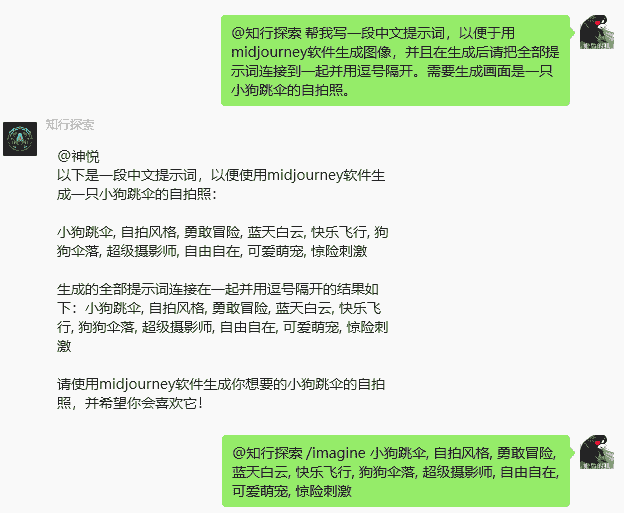 @知行探索 帮我写一段中文提示词，以便于用
midjourney软件生成图像，并且在生成后请把全部提
示词连接到一起并用逗号隔开。需要生成画面是一只
小狗跳伞的自拍照。
知行探索
@神悦
以下是一段中文提示词，以便使用midjourney软件生
成一只小狗跳伞的自拍照：
小狗跳伞, 自拍风格, 勇敢冒险, 蓝天白云, 快乐飞行, 狗
狗伞落, 超级摄影师, 自由自在, 可爱萌宠, 惊险刺激
生成的全部提示词连接在一起并用逗号隔开的结果如
下：小狗跳伞, 自拍风格, 勇敢冒险, 蓝天白云, 快乐飞
行, 狗狗伞落, 超级摄影师, 自由自在, 可爱萌宠, 惊险刺
激
请使用midjourney软件生成你想要的小狗跳伞的自拍
照，并希望你会喜欢它！
@知行探索 /imagine 小狗跳伞, 自拍风格, 勇敢冒险,
蓝天白云, 快乐飞行, 狗狗伞落, 超级摄影师, 自由自在,
可爱萌宠, 惊险刺激